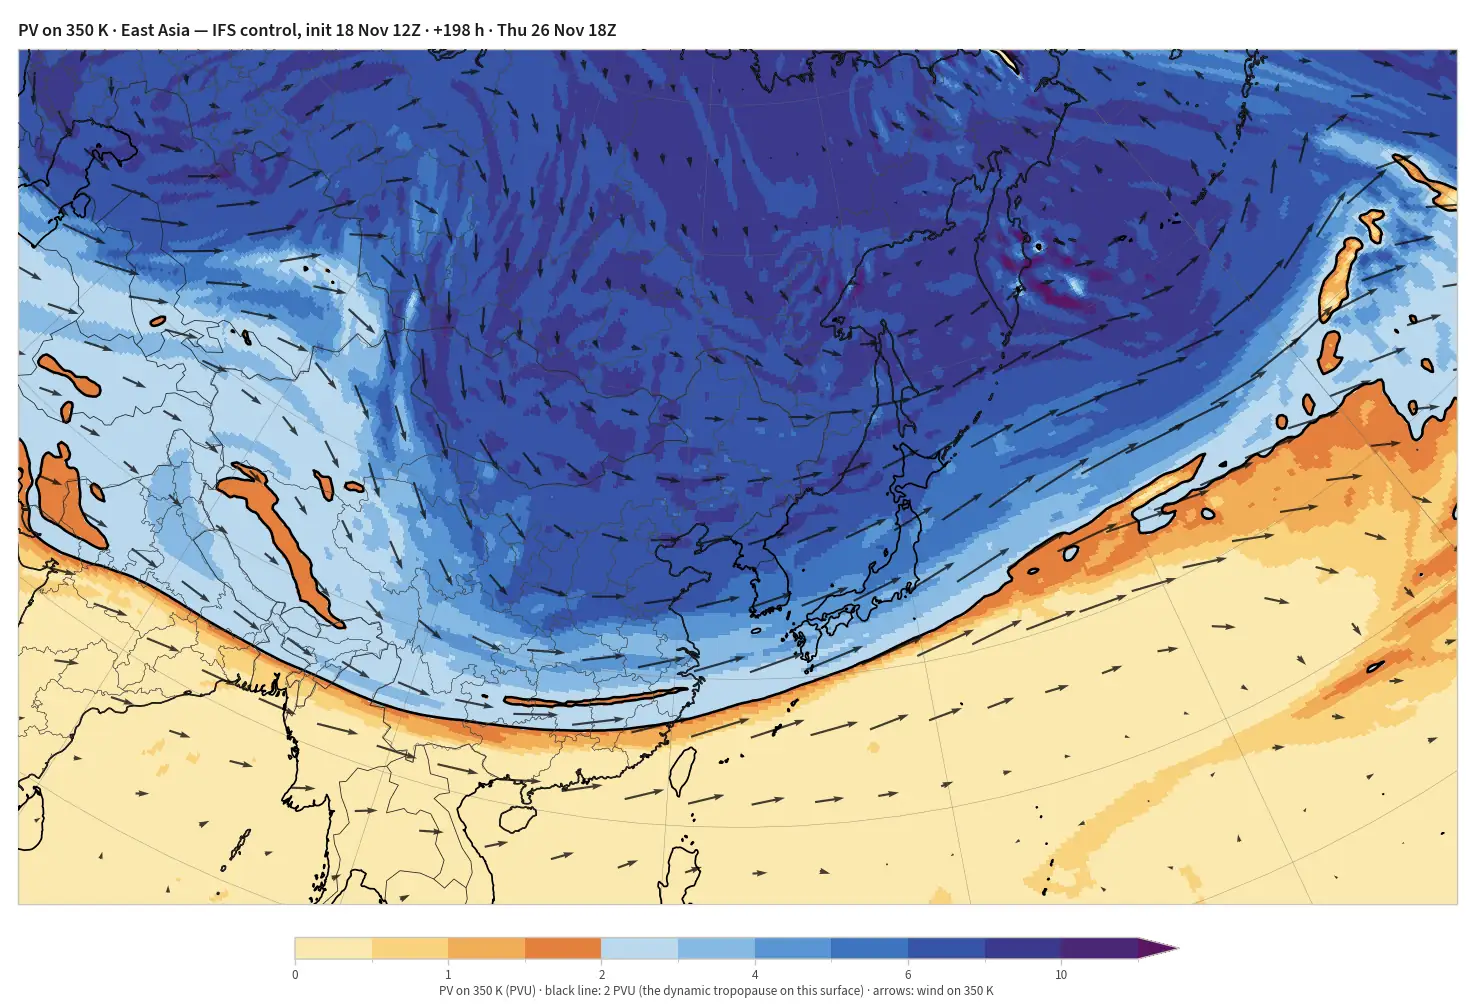 PV on 350 K · East Asia — IFS control, init 18 Nov 12Z · +198 h · Thu 26 Nov 18Z
0 1 2 4 6 10
PV on 350 K (PVU) · black line: 2 PVU (the dynamic tropopause on this surface) · arrows: wind on 350 K